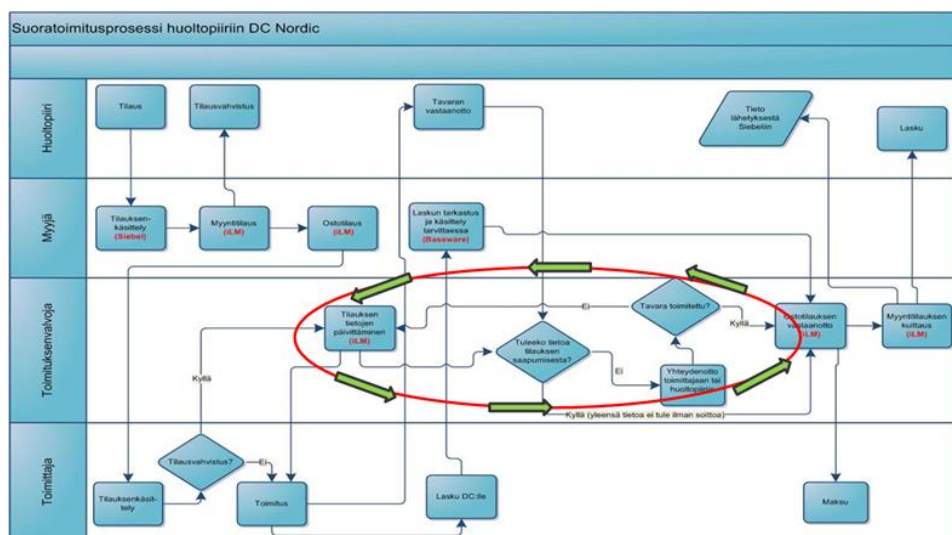 Suoratoimitusprosessi huoltopiiriin DC Nordic
Huoltopiiri
Tilaus
Tilausvahvistus
Tavaran
vastaanotto
Tieto
lähetyksestä
Siebeliin
Lasku
Myyjä
Tilauksen-
käsittely
(Siebel)
Myyntitilaus
(iLM)
Ostotilaus
(iLM)
Laskun tarkastus
ja käsittely
tarvittaessa
(Bassware)
Toimituksenvalvoja
Tilauksen
tietojen
päivittäminen
(iLM)
Ei
Tavara toimitettu?
Kyllä
Ostotilauksen
vastaanotto
(iLM)
Myyntitilauksen
kuittaus
(iLM)
Tuleeko tietoa
tilauksen
saapumisesta?
Ei
Yhteydenotto
toimittajaan tai
huoltopiiriin
Kyllä
Kyllä (yleensä tietoa ei tule ilman soittoa)
Toimittaja
Tilausvahvistus?
Ei
Tilauksenkäsit-
tely
Toimitus
Lasku DC:lle
Maksu